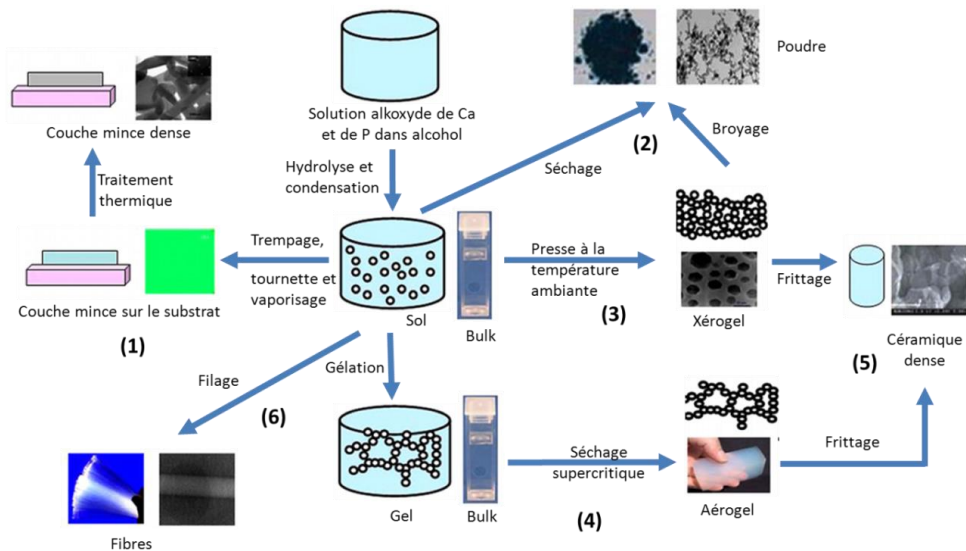 Poudre
Couche mince dense
Solution alkoxyde de Ca
et de P dans alcohol
(2)
Broyage
Séchage
Hydrolyse et
condensation
Traitement
thermique
Trempage,
tournette et
vaporisage
Presse à la
température
ambiante
Frittage
Couche mince sur le substrat
(1)
Sol
Bulk
(3)
Xérogel
(5)
Céramique
dense
Gélation
Filage
(6)
Séchage
supercritique
Frittage
Gel
Bulk
(4)
Aérogel
Fibres